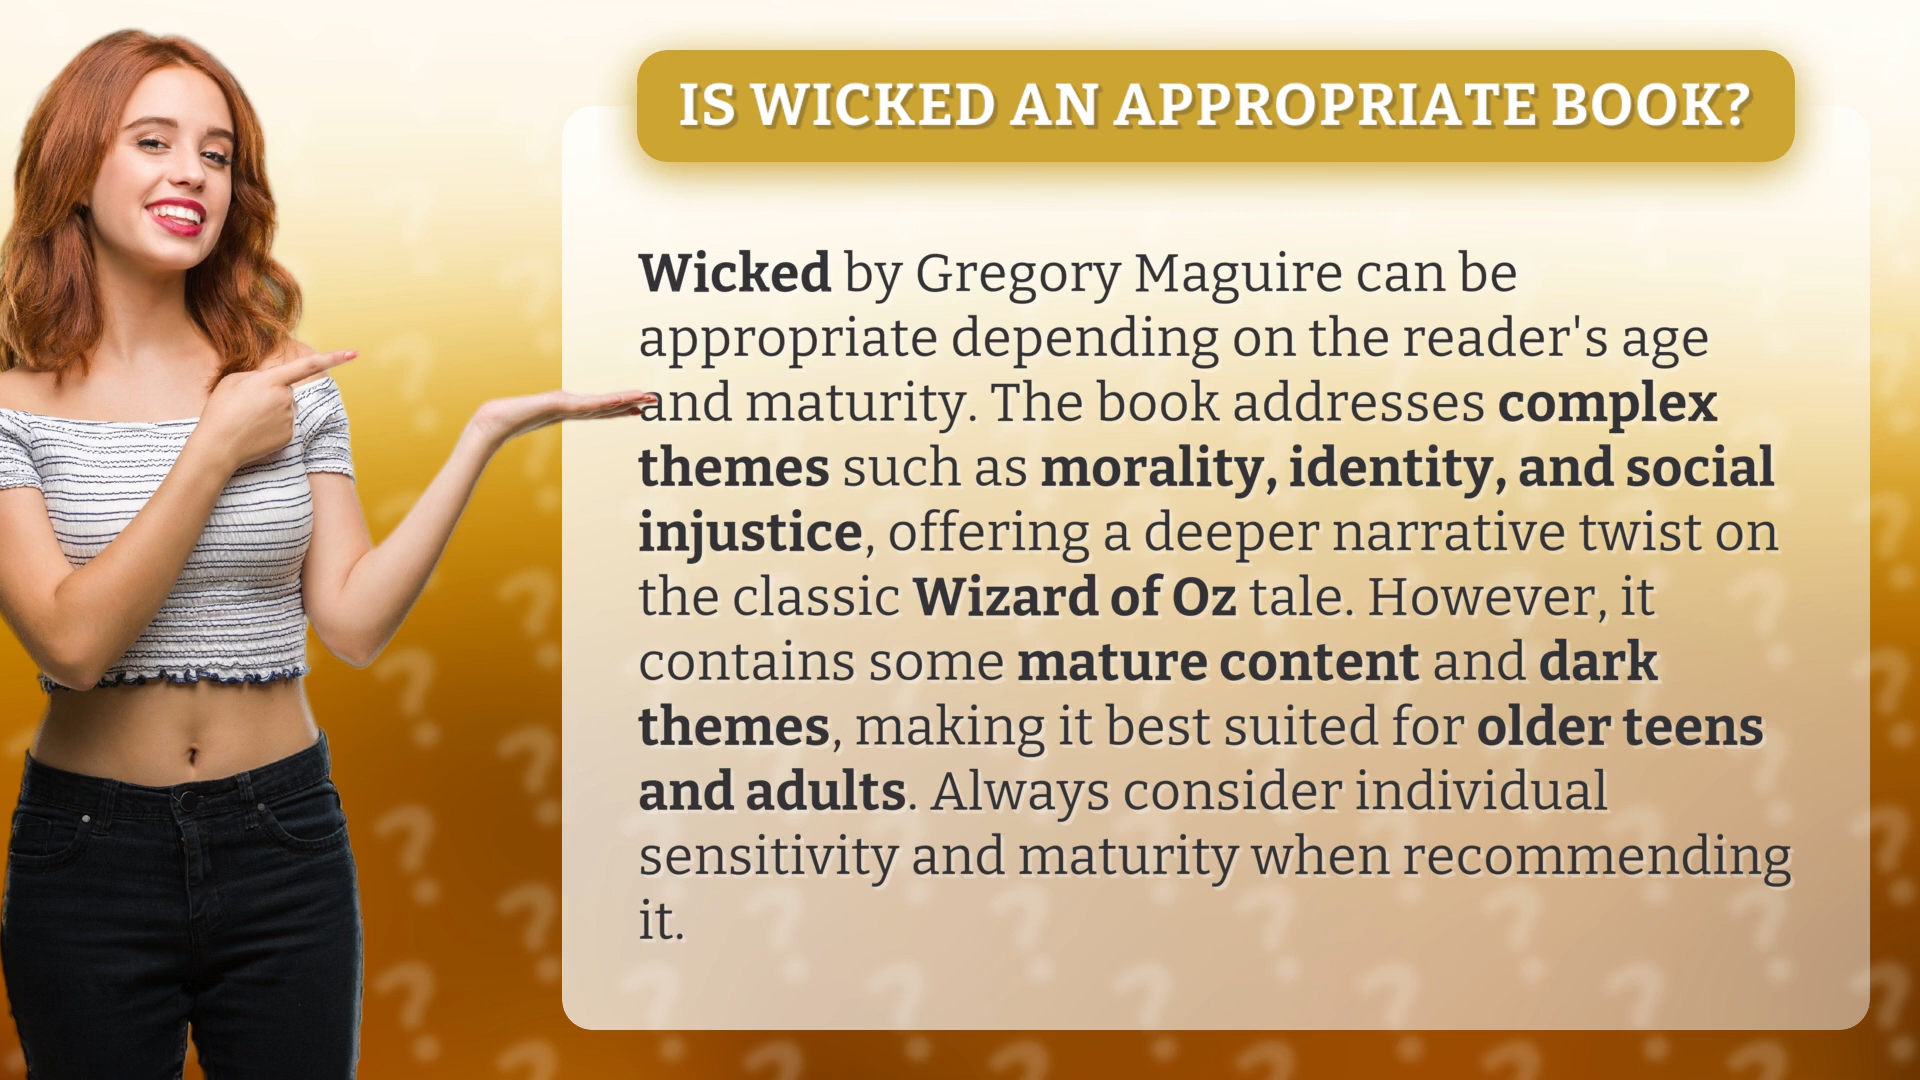 IS WICKED AN APPROPRIATE BOOK?
Wicked by Gregory Maguire can be
appropriate depending on the reader's age
and maturity. The book addresses complex
themes such as morality, identity, and social
injustice, offering a deeper narrative twist on
the classic Wizard of Oz tale. However, it
contains some mature content and dark
themes, making it best suited for older teens
and adults. Always consider individual
sensitivity and maturity when recommending
it.